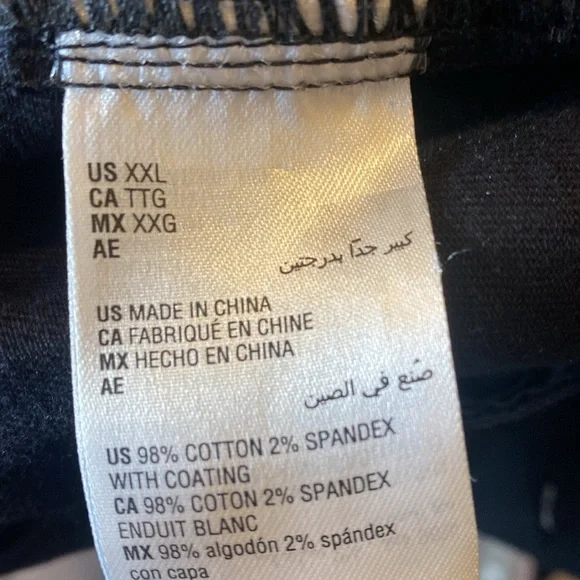 US XXL
CA TTG
MX XXG
AE كبير جدًا بدرجتين
US MADE IN CHINA
CA FABRIQUÉ EN CHINE
MX HECHO EN CHINA
AE صُنع في الصين
US 98% COTTON 2% SPANDEX
WITH COATING
CA 98% COTON 2% SPANDEX
ENDUIT BLANC
MX 98% algodón 2% spándex
con capa